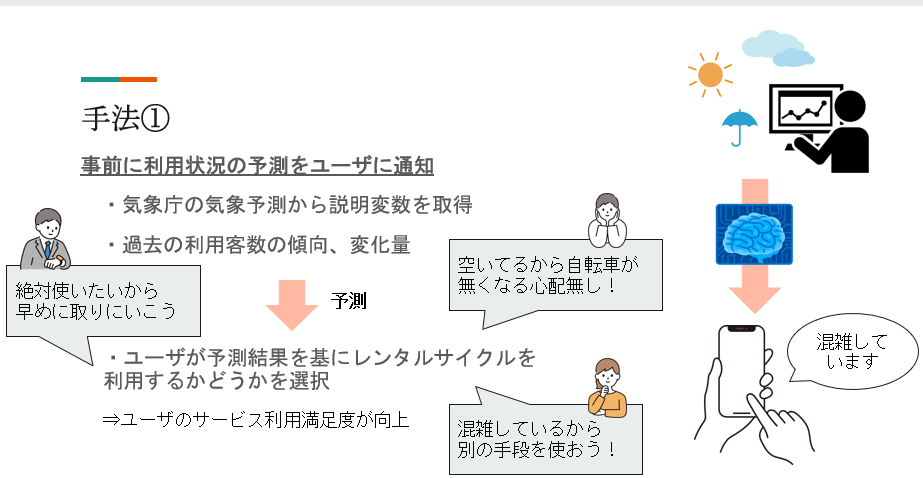 手法①
事前に利用状況の予測をユーザに通知
・気象庁の気象予測から説明変数を取得
・過去の利用客数の傾向、変化量
絶対使いたいから
早めに取りにいこう
予測
空いてるから自転車が
無くなる心配無し！
・ユーザが予測結果を基にレンタルサイクルを
利用するかどうかを選択
⇒ユーザのサービス利用満足度が向上
混雑しているから
別の手段を使おう！
混雑して
います